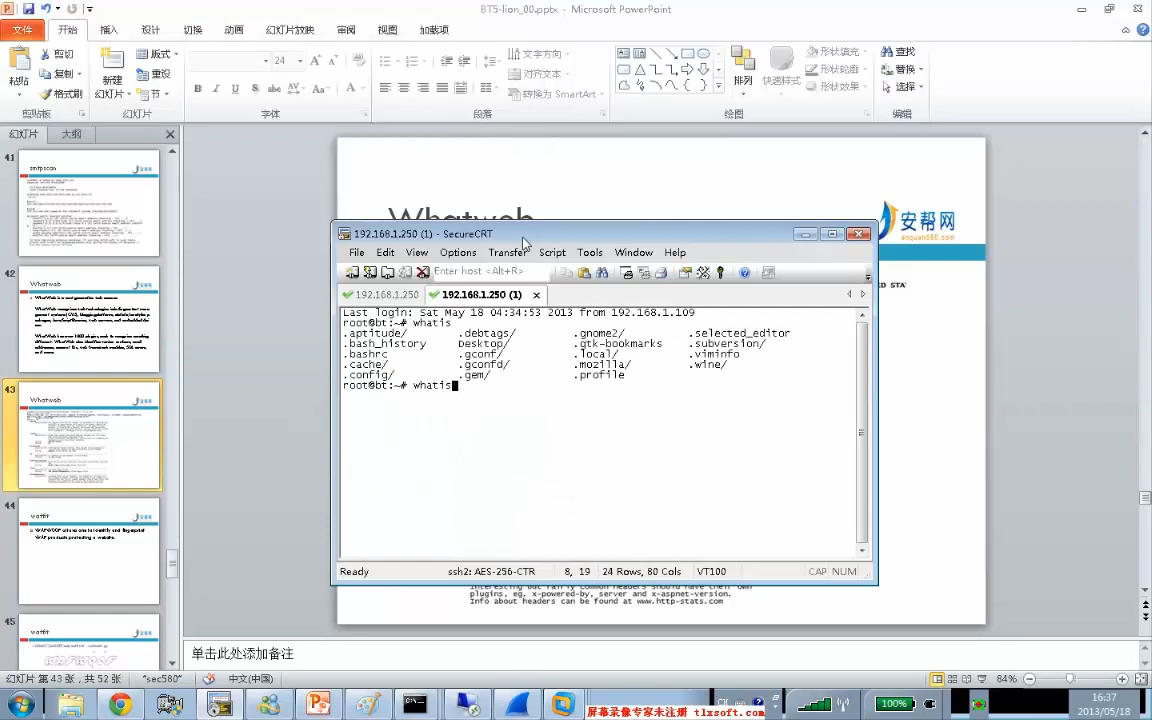 BT5-lion_00.pptx - Microsoft PowerPoint
文件 开始 插入 设计 切换 动画 幻灯片放映 审阅 视图 加载项
剪切 版式 24 文字方向 形状填充 查找
复制 重设 对齐文本 形状轮廓 替换
粘贴 格式刷 新建 幻灯片 节 转换为 SmartArt 排列 快速样式 形状效果 选择
剪贴板 幻灯片 字体 段落 绘图 编辑
幻灯片 大纲
41
smtpscan
42
Whatweb
43
Whatweb
44
waffit
45
waffit
Whatweb
安帮网
anquan580.com
192.168.1.250 (1) - SecureCRT
File Edit View Options Transfer Script Tools Window Help
Enter host <Alt+R>
192.168.1.250 192.168.1.250 (1)
Last login: Sat May 18 04:34:53 2013 from 192.168.1.109
root@bt:~# whatis
.aptitude/ .debtags/ .gnome2/ .selected_editor
.bash_history Desktop/ .gtk-bookmarks .subversion/
.bashrc .gconf/ .local/ .viminfo
.cache/ .gconfd/ .mozilla/ .wine/
.config/ .gem/ .profile
root@bt:~# whatis
Ready ssh2: AES-256-CTR 8, 19 24 Rows, 80 Cols VT100 CAP NUM
plugins, eg. x-powered-by, server and x-aspnet-version.
Info about headers can be found at www.http-stats.com
单击此处添加备注
幻灯片 第 43 张，共 52 张 "sec580" 中文(中国) 84%
100% 16:37
2013/05/18
屏幕录像专家未注册 tlxsoft.com